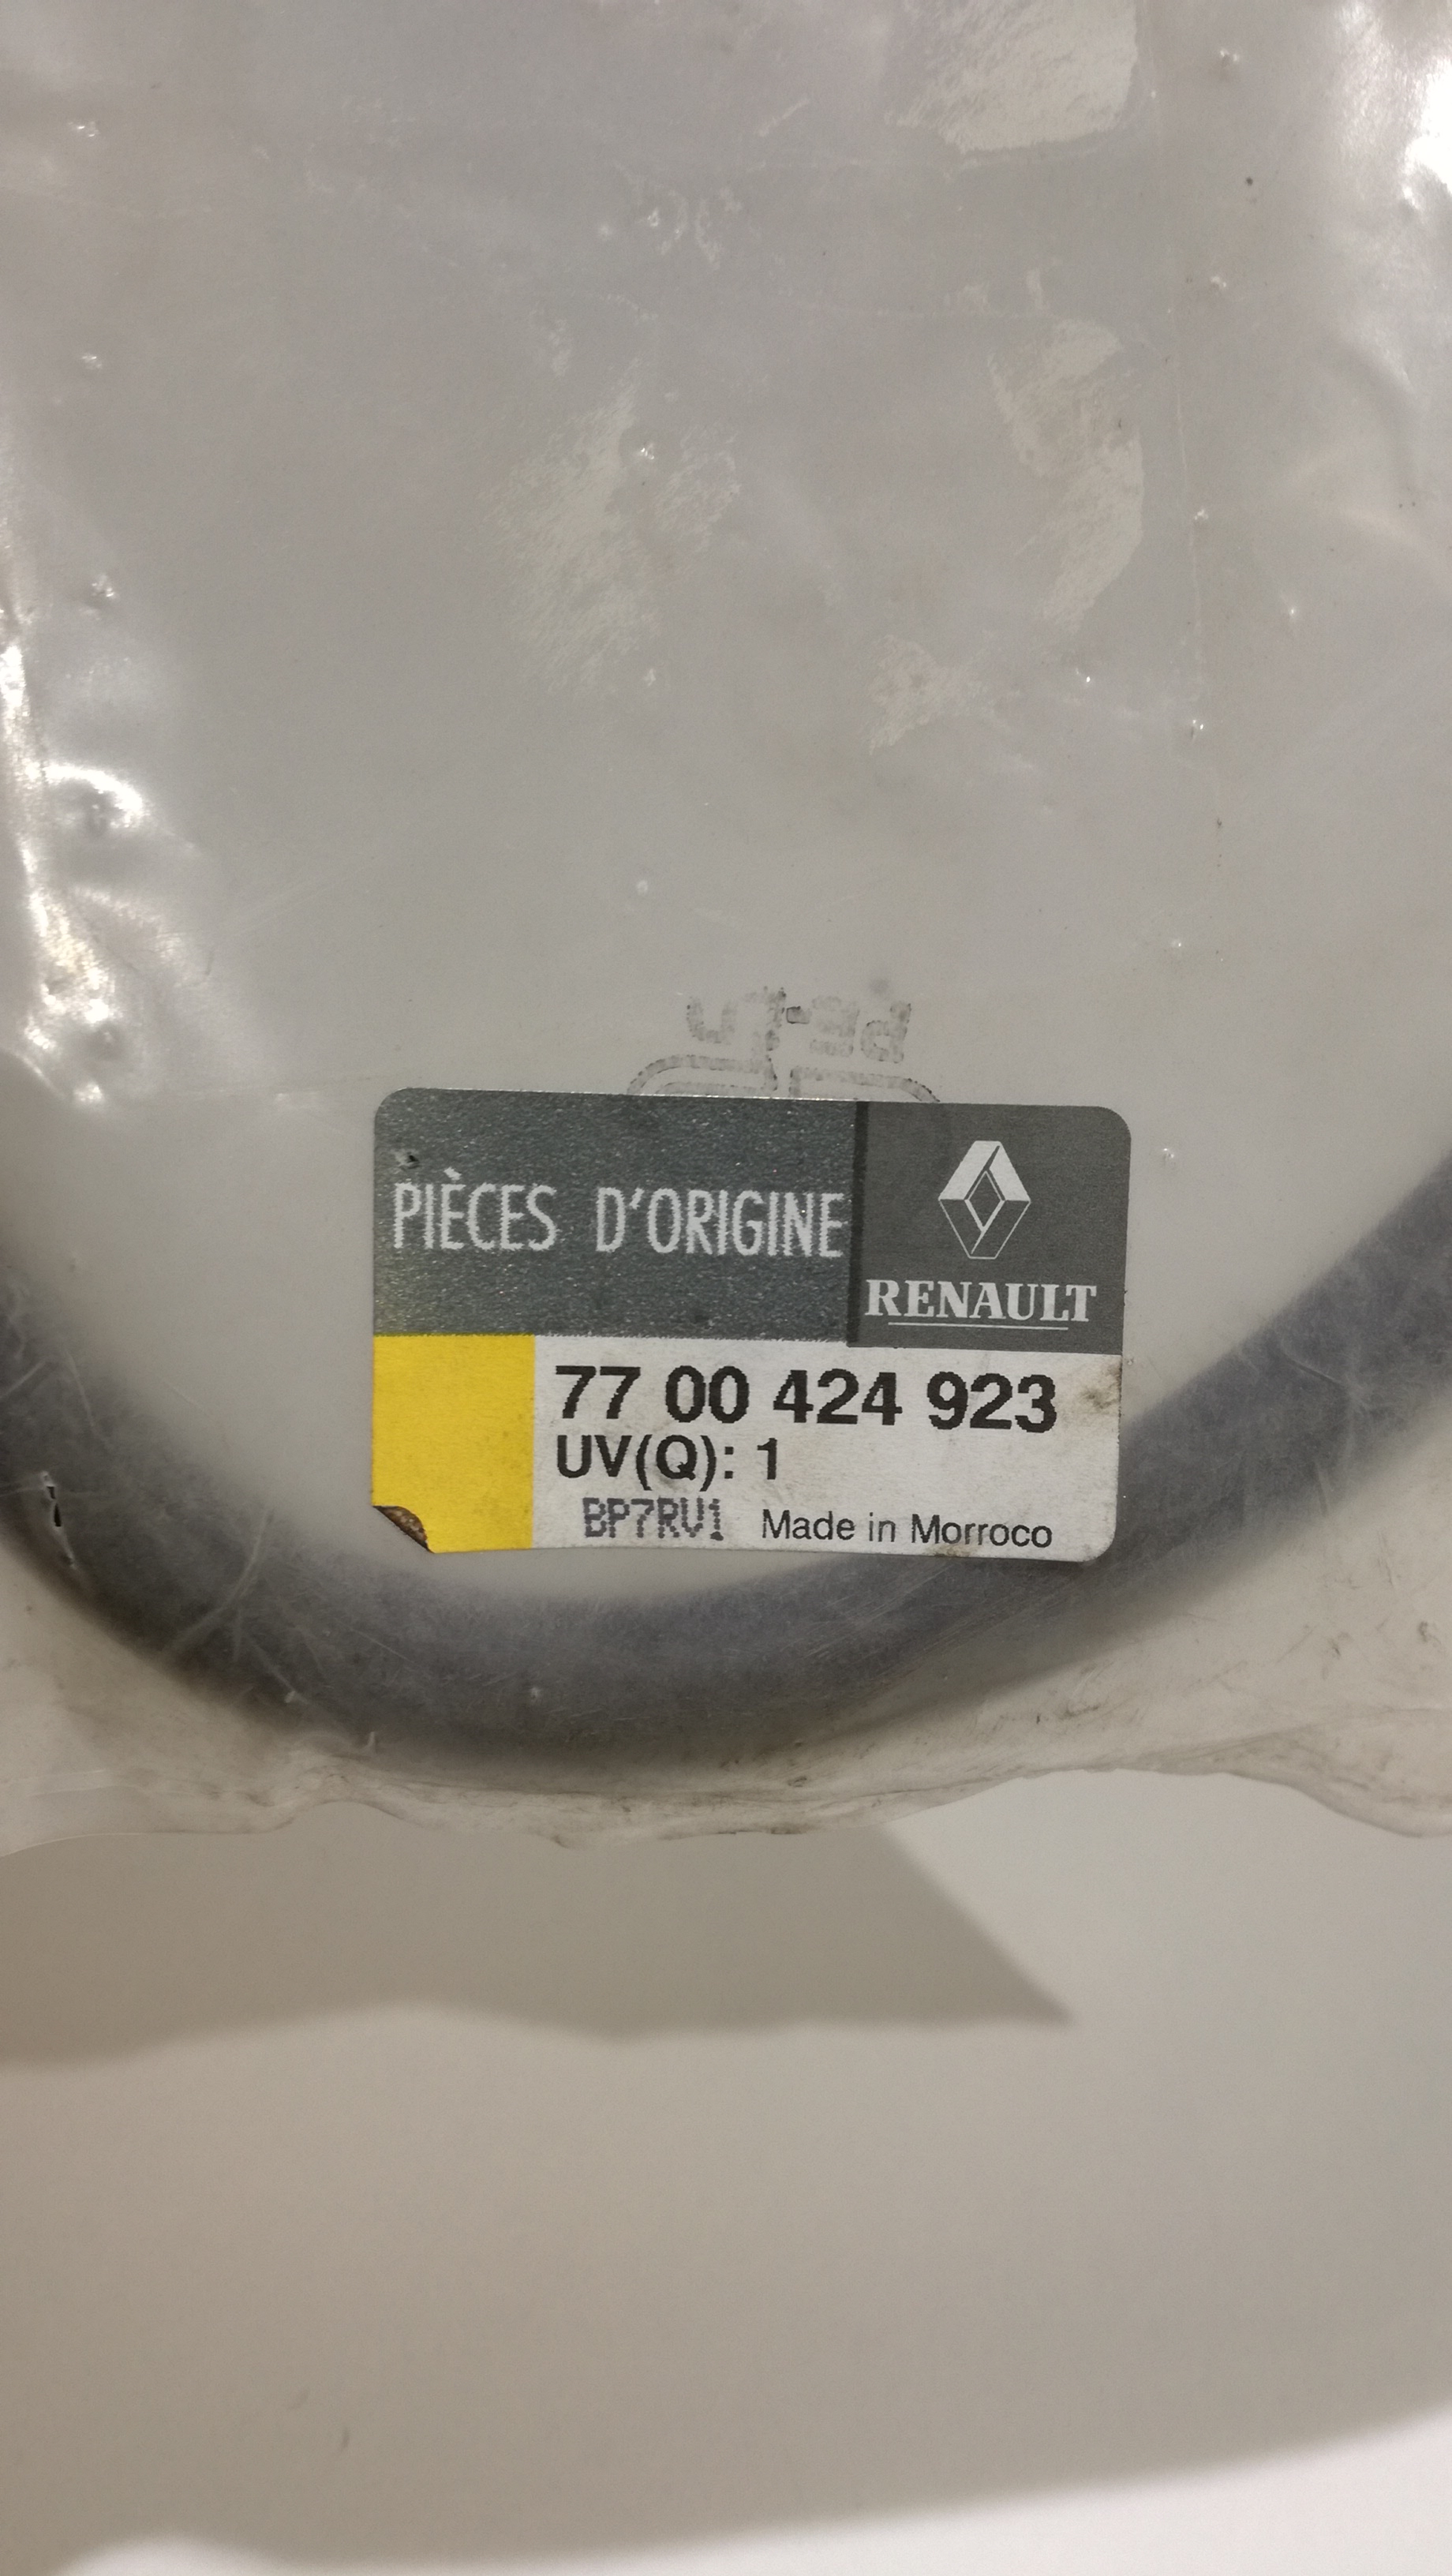 PIÈCES D'ORIGINE
RENAULT
77 00 424 923
UV(Q): 1
BP7RV1 Made in Morroco